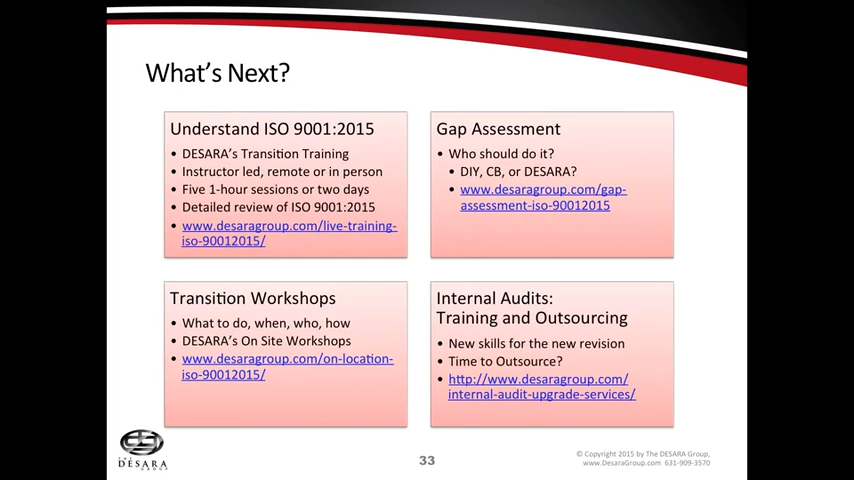 What's Next?
Understand ISO 9001:2015
• DESARA's Transition Training
• Instructor led, remote or in person
• Five 1-hour sessions or two days
• Detailed review of ISO 9001:2015
• www.desaragroup.com/live-training-
iso-90012015/
Gap Assessment
• Who should do it?
• DIY, CB, or DESARA?
• www.desaragroup.com/gap-
assessment-iso-90012015
Transition Workshops
• What to do, when, who, how
• DESARA's On Site Workshops
• www.desaragroup.com/on-location-
iso-90012015/
Internal Audits:
Training and Outsourcing
• New skills for the new revision
• Time to Outsource?
• http://www.desaragroup.com/
internal-audit-upgrade-services/
THE
DESARA
GROUP
33
© Copyright 2015 by The DESARA Group,
www.DesaraGroup.com 631-909-3570